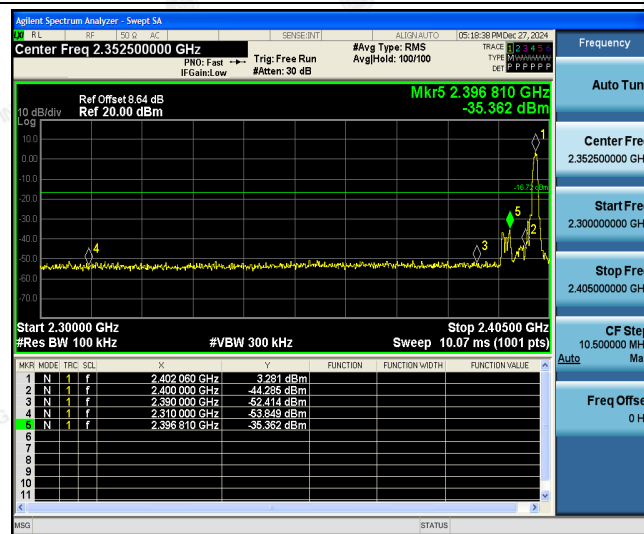 Agilent Spectrum Analyzer - Swept SA
LXI RL RF 50 Ω AC SENSE:INT ALIGN AUTO 05:18:38 PM Dec 27, 2024
Center Freq 2.352500000 GHz
PNO: Fast
IFGain:Low
Trig: Free Run
#Atten: 30 dB
#Avg Type: RMS
Avg|Hold: 100/100
TRACE 1 2 3 4 5 6
TYPE M
DET P P P P P P
Mkr5 2.396 810 GHz
-35.362 dBm
Ref Offset 8.64 dB
10 dB/div Ref 20.00 dBm
Log
10.0
0.00
-10.0
-20.0
-30.0
-40.0
-50.0
-60.0
-70.0
-16.72 dBm
1
5
2
3
4
Start 2.30000 GHz Stop 2.40500 GHz
#Res BW 100 kHz #VBW 300 kHz Sweep 10.07 ms (1001 pts)
MKR MODE TRC SCL X Y FUNCTION FUNCTION WIDTH FUNCTION VALUE
1 N 1 f 2.402 060 GHz 3.281 dBm
2 N 1 f 2.400 000 GHz -44.285 dBm
3 N 1 f 2.390 000 GHz -52.414 dBm
4 N 1 f 2.310 000 GHz -53.849 dBm
5 N 1 f 2.396 810 GHz -35.362 dBm
6
7
8
9
10
11
MSG STATUS
Frequency
Auto Tun
Center Fre
2.352500000 GH
Start Fre
2.300000000 GH
Stop Fre
2.405000000 GH
CF Ste
10.500000 MH
Auto Ma
Freq Offse
0 H